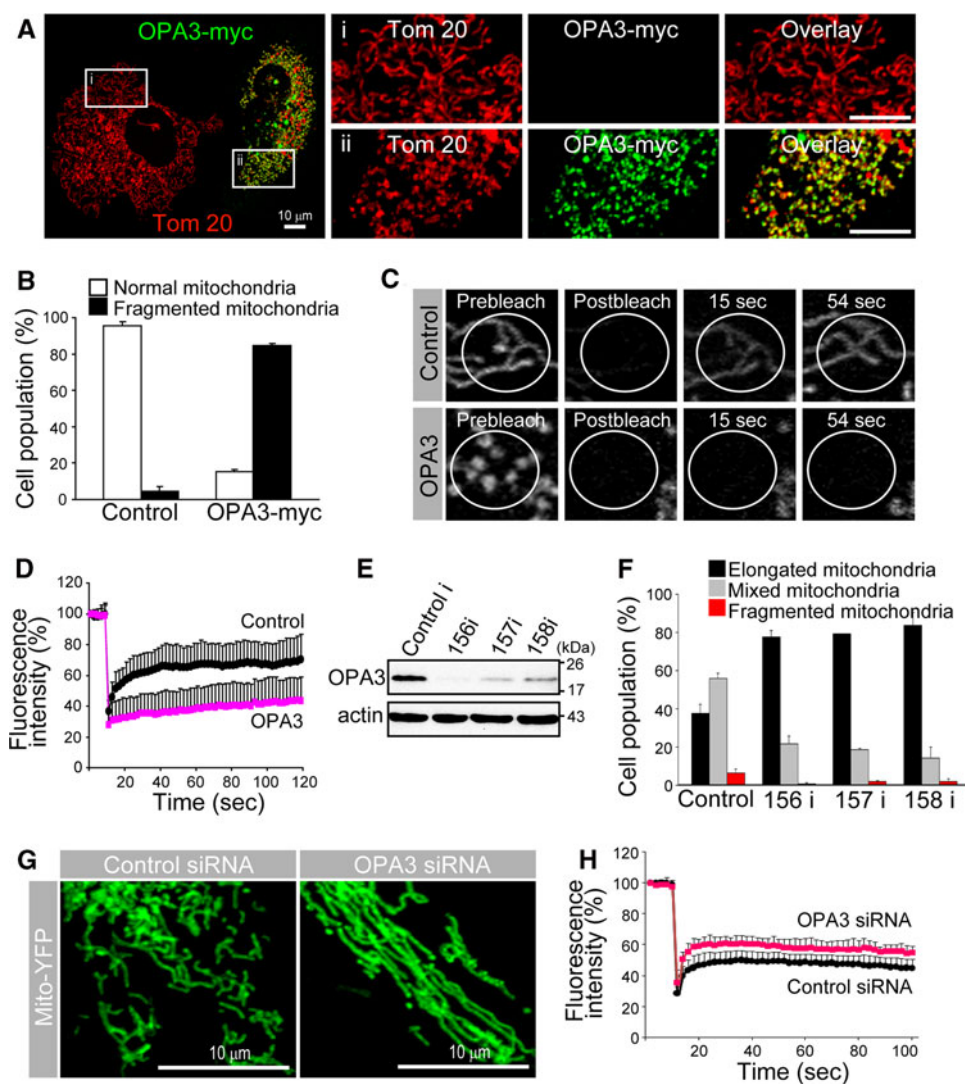 A
OPA3-myc
i
ii
Tom 20
10 μm
i
Tom 20
OPA3-myc
Overlay
ii
Tom 20
OPA3-myc
Overlay
B
Normal mitochondria
Fragmented mitochondria
Cell population (%)
80
60
40
20
0
Control
OPA3-myc
C
Control
Prebleach
Postbleach
15 sec
54 sec
OPA3
Prebleach
Postbleach
15 sec
54 sec
D
Fluorescence
intensity (%)
120
100
80
60
40
20
0
Control
OPA3
20
40
60
80
100
120
Time (sec)
E
Control i
156i
157i
158i
(kDa)
OPA3
26
17
actin
43
F
Elongated mitochondria
Mixed mitochondria
Fragmented mitochondria
Cell population (%)
80
60
40
20
0
Control
156 i
157 i
158 i
G
Control siRNA
OPA3 siRNA
Mito-YFP
10 μm
10 μm
H
Fluorescence
intensity (%)
120
100
80
60
40
20
0
OPA3 siRNA
Control siRNA
20
40
60
80
100
Time (sec)